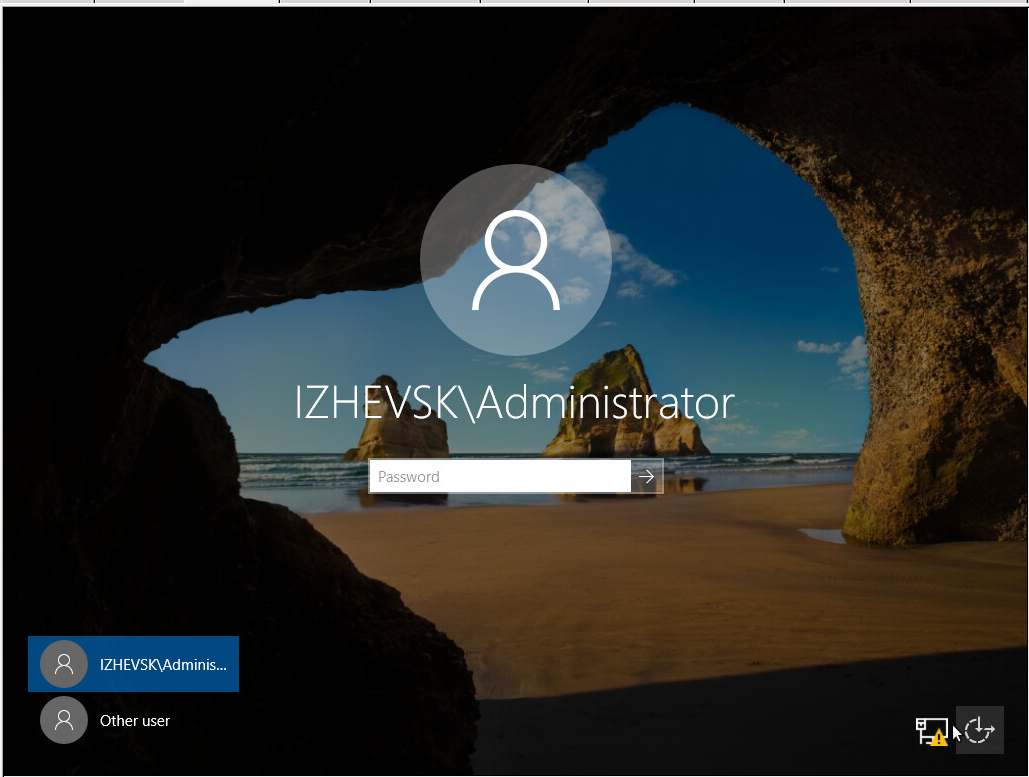 IZHEVSK\Administrator
Password
IZHEVSK\Adminis...
Other user